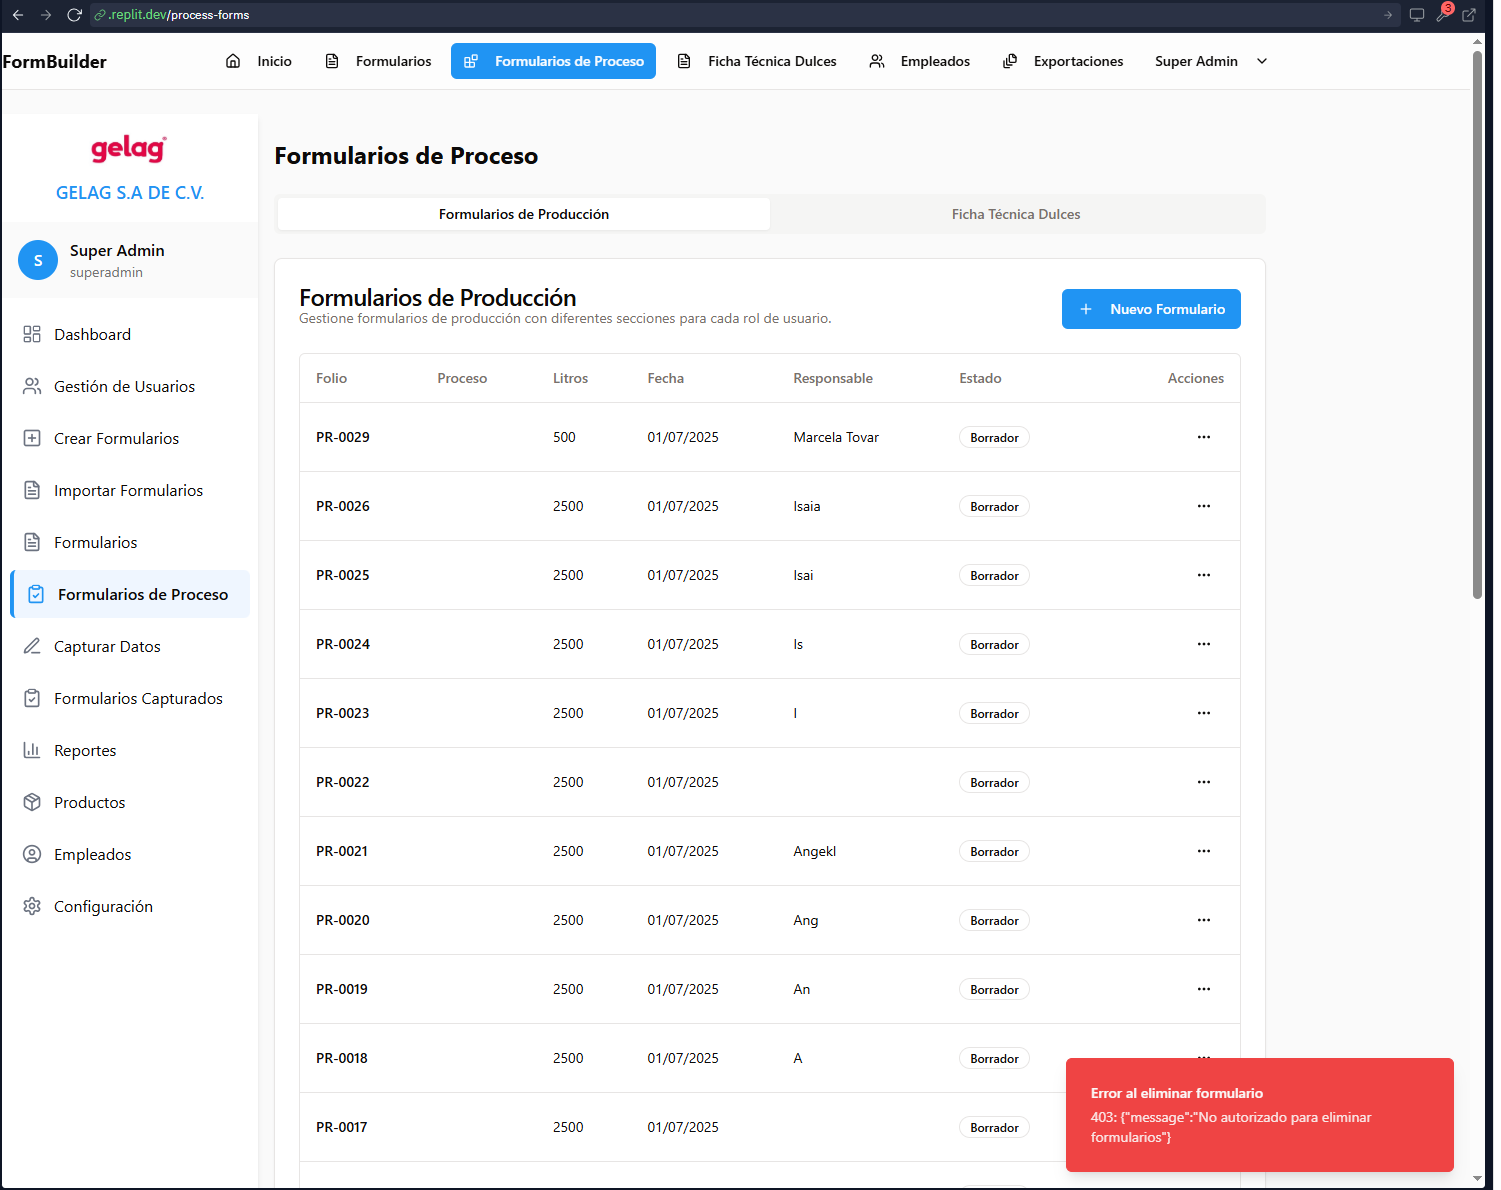 .replit.dev/process-forms
3
FormBuilder
Inicio
Formularios
Formularios de Proceso
Ficha Técnica Dulces
Empleados
Exportaciones
Super Admin
gelag
GELAG S.A DE C.V.
S
Super Admin
superadmin
Dashboard
Gestión de Usuarios
Crear Formularios
Importar Formularios
Formularios
Formularios de Proceso
Capturar Datos
Formularios Capturados
Reportes
Productos
Empleados
Configuración
Formularios de Proceso
Formularios de Producción
Ficha Técnica Dulces
Formularios de Producción
Gestione formularios de producción con diferentes secciones para cada rol de usuario.
Nuevo Formulario
Folio Proceso Litros Fecha Responsable Estado Acciones
PR-0029 500 01/07/2025 Marcela Tovar Borrador
PR-0026 2500 01/07/2025 Isaia Borrador
PR-0025 2500 01/07/2025 Isai Borrador
PR-0024 2500 01/07/2025 Is Borrador
PR-0023 2500 01/07/2025 I Borrador
PR-0022 2500 01/07/2025 Borrador
PR-0021 2500 01/07/2025 Angekl Borrador
PR-0020 2500 01/07/2025 Ang Borrador
PR-0019 2500 01/07/2025 An Borrador
PR-0018 2500 01/07/2025 A Borrador
PR-0017 2500 01/07/2025 Borrador
Error al eliminar formulario
403: {"message":"No autorizado para eliminar
formularios"}